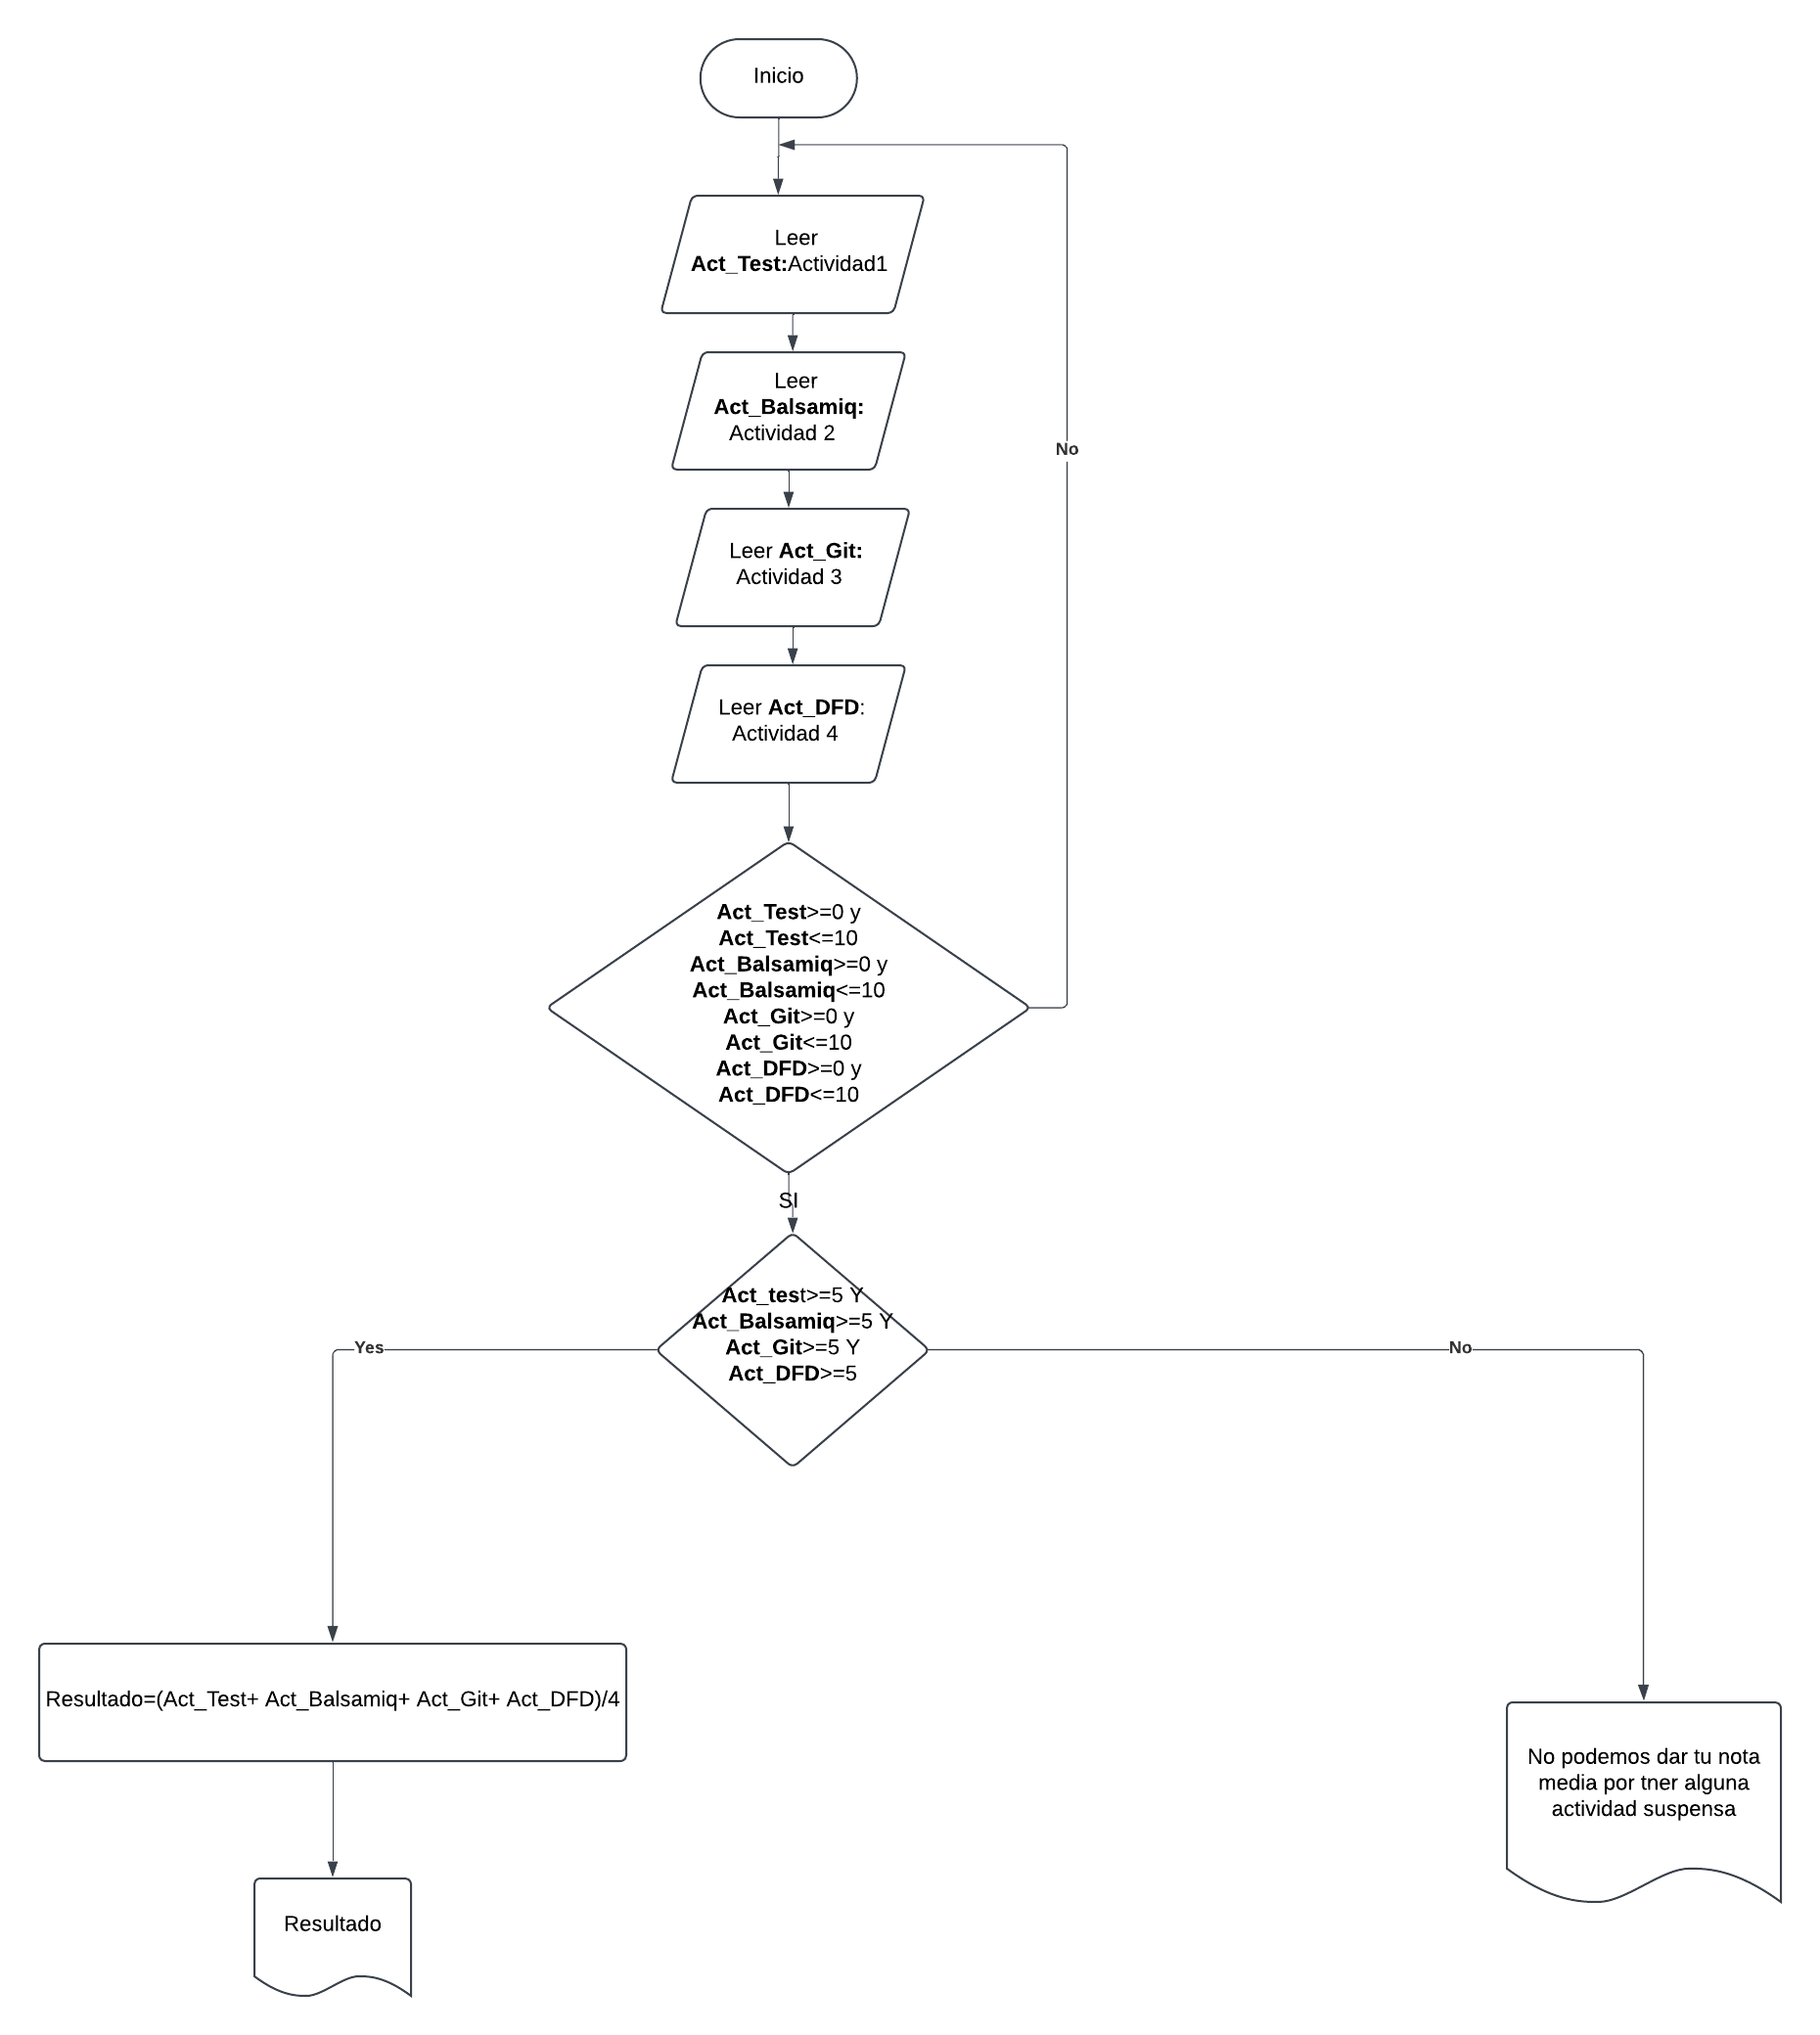 Inicio
Leer
Act_Test:Actividad1
Leer
Act_Balsamiq:
Actividad 2
No
Leer Act_Git:
Actividad 3
Leer Act_DFD:
Actividad 4
Act_Test>=0 y
Act_Test<=10
Act_Balsamiq>=0 y
Act_Balsamiq<=10
Act_Git>=0 y
Act_Git<=10
Act_DFD>=0 y
Act_DFD<=10
SI
Act_test>=5 Y
Act_Balsamiq>=5 Y
Act_Git>=5 Y
Act_DFD>=5
Yes
No
Resultado=(Act_Test+ Act_Balsamiq+ Act_Git+ Act_DFD)/4
No podemos dar tu nota
media por tner alguna
actividad suspensa
Resultado